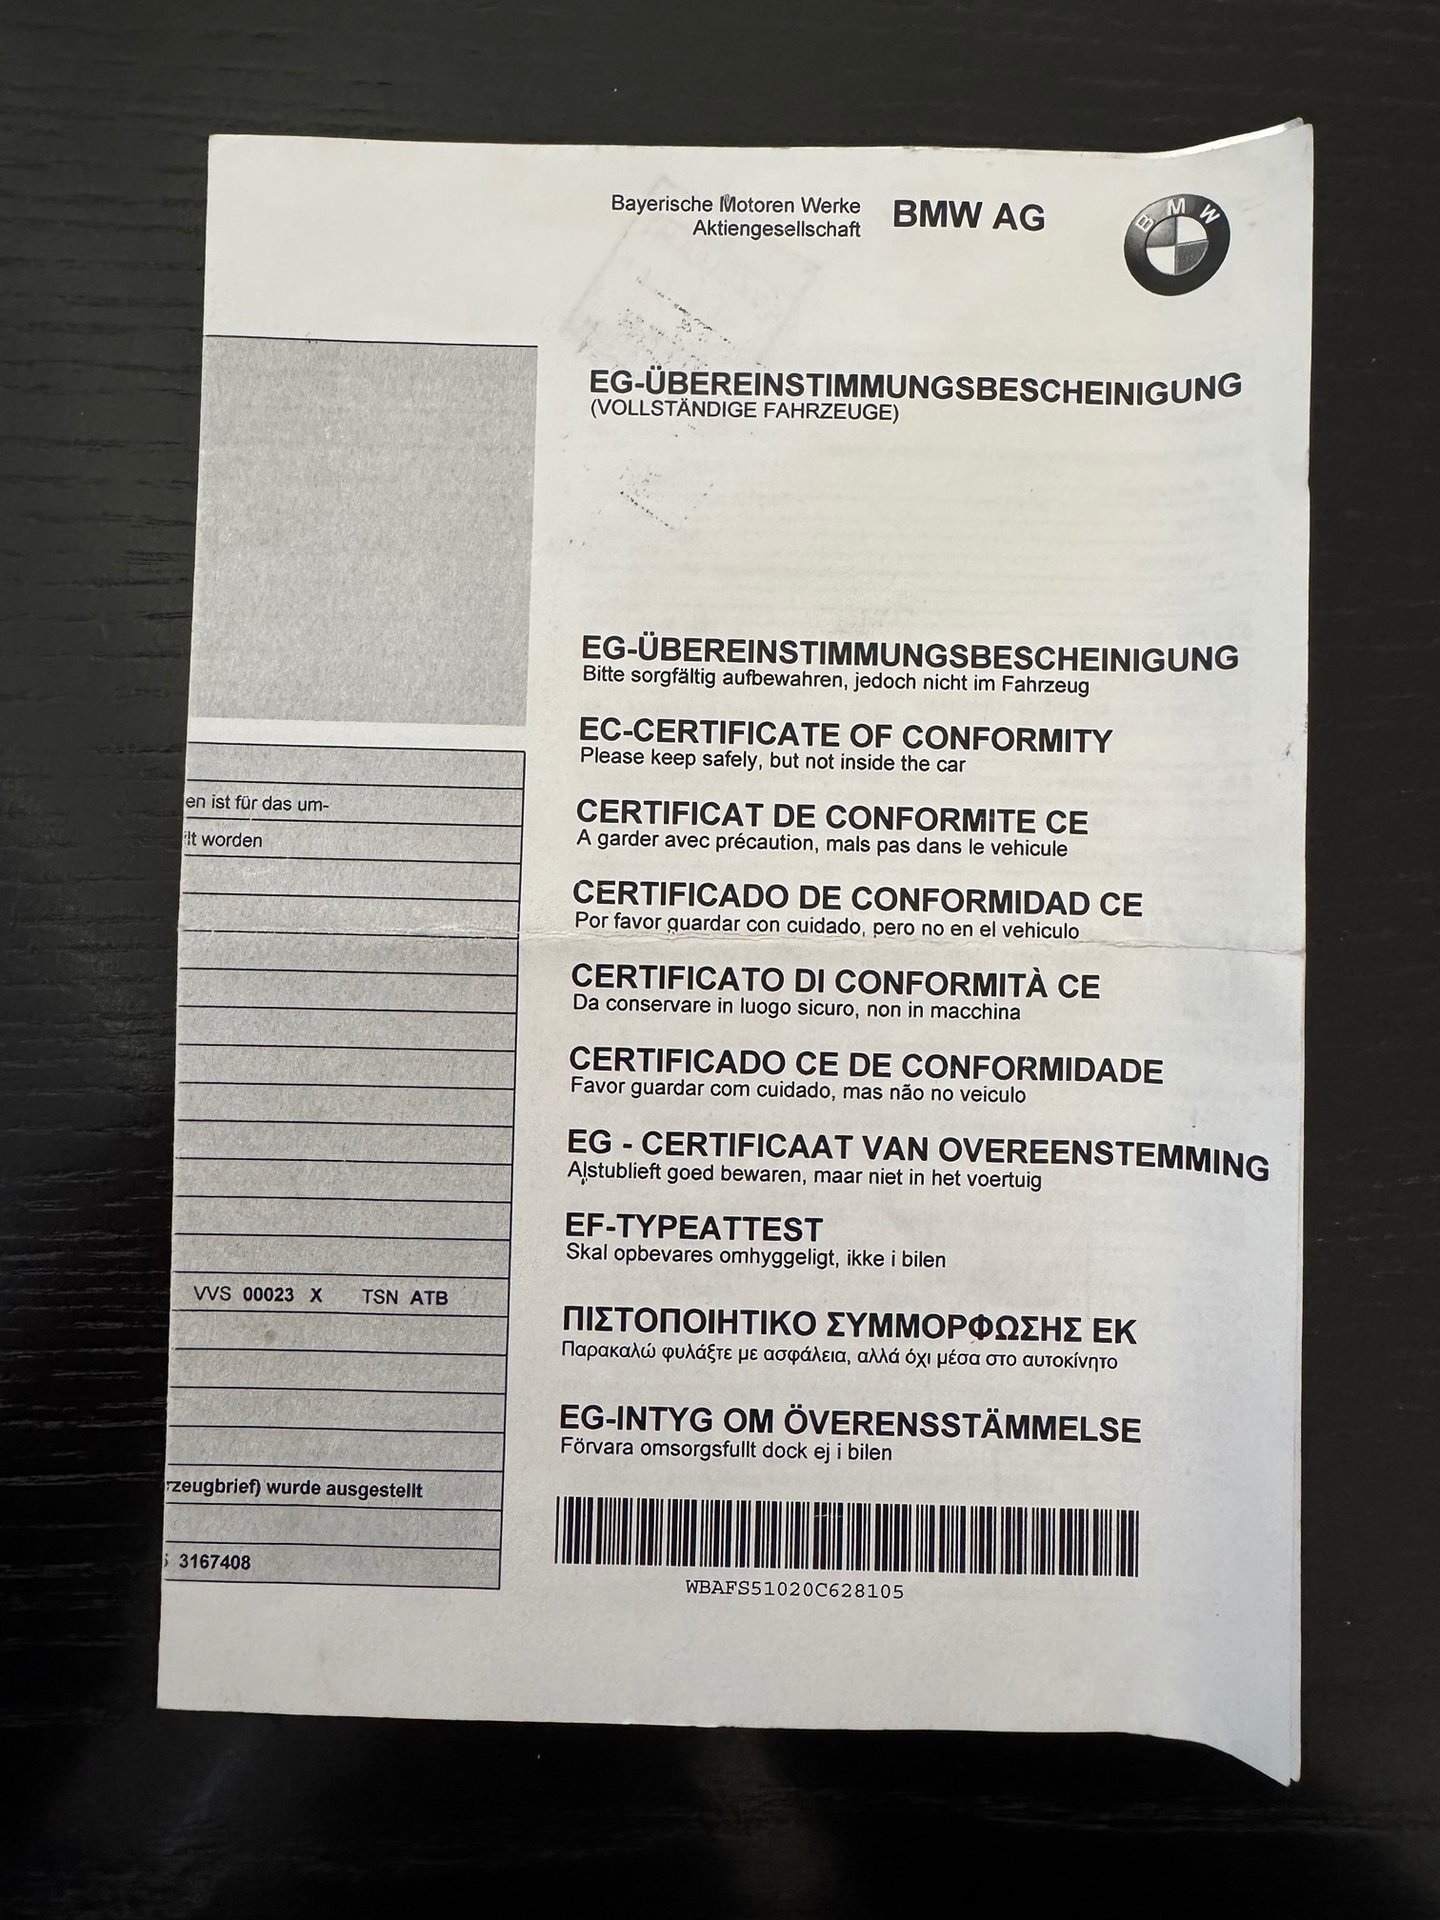 Bayerische Motoren Werke
Aktiengesellschaft
BMW AG
BMW
EG-ÜBEREINSTIMMUNGSBESCHEINIGUNG
(VOLLSTÄNDIGE FAHRZEUGE)
EG-ÜBEREINSTIMMUNGSBESCHEINIGUNG
Bitte sorgfältig aufbewahren, jedoch nicht im Fahrzeug
EC-CERTIFICATE OF CONFORMITY
Please keep safely, but not inside the car
CERTIFICAT DE CONFORMITE CE
A garder avec précaution, mals pas dans le vehicule
CERTIFICADO DE CONFORMIDAD CE
Por favor guardar con cuidado, pero no en el vehiculo
CERTIFICATO DI CONFORMITÀ CE
Da conservare in luogo sicuro, non in macchina
CERTIFICADO CE DE CONFORMIDADE
Favor guardar com cuidado, mas não no veiculo
EG - CERTIFICAAT VAN OVEREENSTEMMING
Alstublieft goed bewaren, maar niet in het voertuig
EF-TYPEATTEST
Skal opbevares omhyggeligt, ikke i bilen
ΠΙΣΤΟΠΟΙΗΤΙΚΟ ΣΥΜΜΟΡΦΩΣΗΣ ΕΚ
Παρακαλώ φυλάξτε με ασφάλεια, αλλά όχι μέσα στο αυτοκίνητο
EG-INTYG OM ÖVERENSSTÄMMELSE
Förvara omsorgsfullt dock ej i bilen
WBAFS51020C628105
en ist für das um-
lt worden
VVS 00023 X TSN ATB
rzeugbrief) wurde ausgestellt
3167408